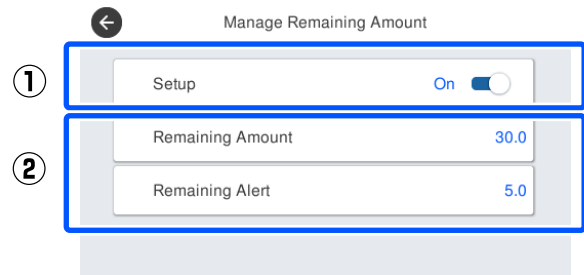 Manage Remaining Amount
① Setup On
② Remaining Amount 30.0
Remaining Alert 5.0